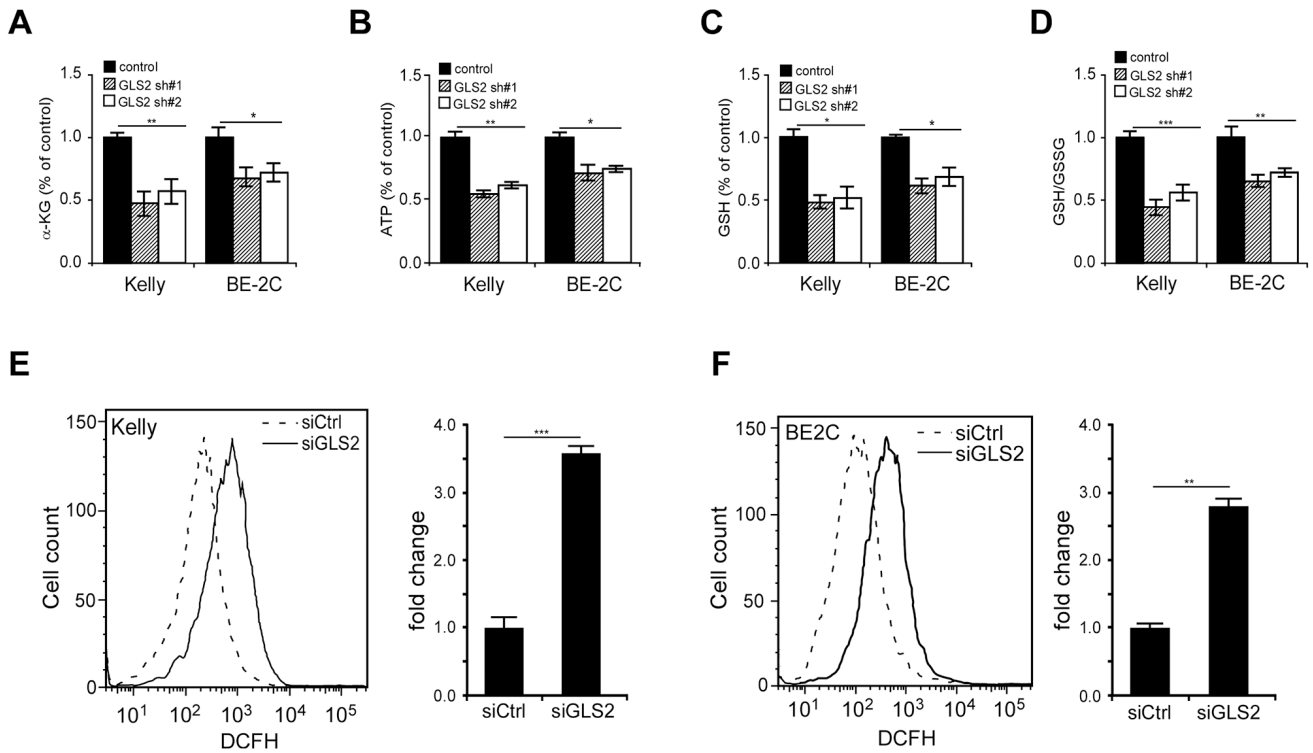 A
control
GLS2 sh#1
GLS2 sh#2
1.5
1.0
0.5
0.0
α-KG (% of control)
**
*
Kelly
BE-2C
B
control
GLS2 sh#1
GLS2 sh#2
1.5
1.0
0.5
0.0
ATP (% of control)
**
*
Kelly
BE-2C
C
control
GLS2 sh#1
GLS2 sh#2
1.5
1.0
0.5
0.0
GSH (% of control)
*
*
Kelly
BE-2C
D
control
GLS2 sh#1
GLS2 sh#2
1.5
1.0
0.5
0.0
GSH/GSSG
***
**
Kelly
BE-2C
E
Kelly
siCtrl
siGLS2
150
100
50
0
Cell count
10¹ 10² 10³ 10⁴ 10⁵
DCFH
4.0
3.0
2.0
1.0
0.0
fold change
***
siCtrl siGLS2
F
BE2C
siCtrl
siGLS2
150
100
50
0
Cell count
10¹ 10² 10³ 10⁴ 10⁵
DCFH
4.0
3.0
2.0
1.0
0.0
fold change
**
siCtrl siGLS2